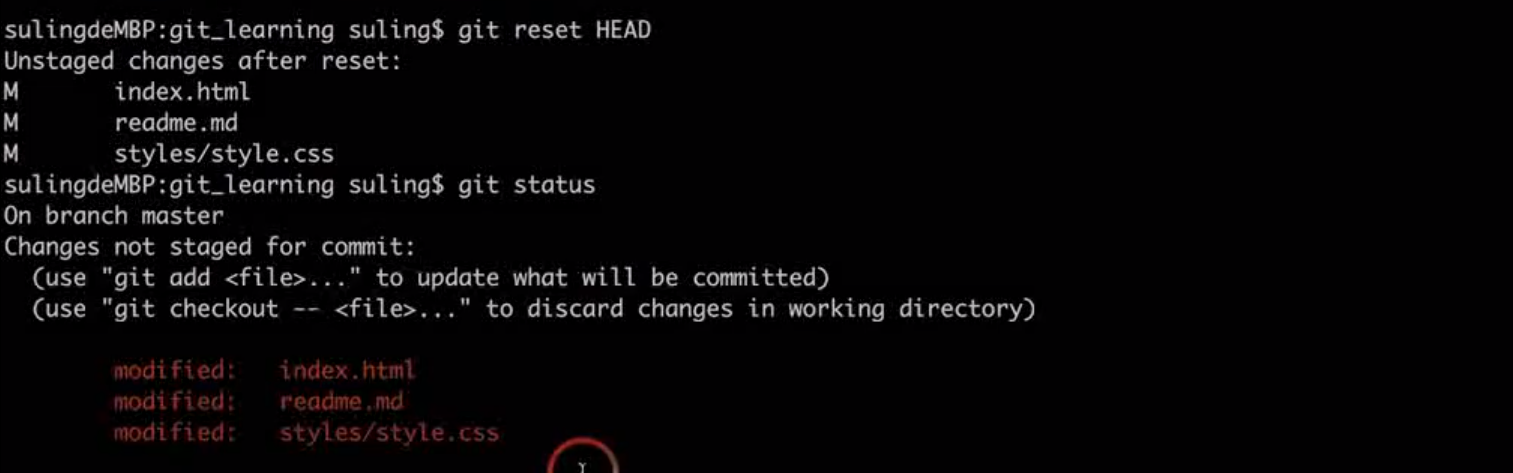 sulingdeMBP:git_learning suling$ git reset HEAD
Unstaged changes after reset:
M       index.html
M       readme.md
M       styles/style.css
sulingdeMBP:git_learning suling$ git status
On branch master
Changes not staged for commit:
  (use "git add <file>..." to update what will be committed)
  (use "git checkout -- <file>..." to discard changes in working directory)
        modified:   index.html
        modified:   readme.md
        modified:   styles/style.css